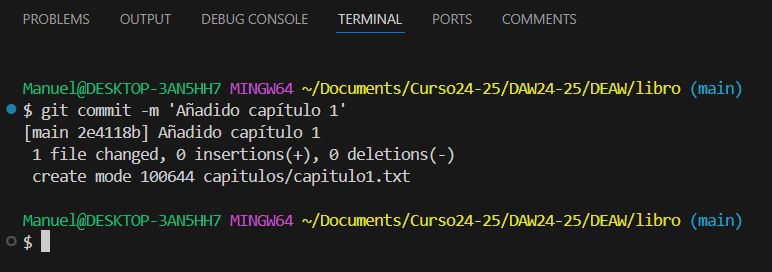 PROBLEMS OUTPUT DEBUG CONSOLE TERMINAL PORTS COMMENTS
Manuel@DESKTOP-3AN5HH7 MINGW64 ~/Documents/Curso24-25/DAW24-25/DEAW/libro (main)
$ git commit -m 'Añadido capítulo 1'
[main 2e4118b] Añadido capítulo 1
 1 file changed, 0 insertions(+), 0 deletions(-)
 create mode 100644 capitulos/capitulo1.txt
Manuel@DESKTOP-3AN5HH7 MINGW64 ~/Documents/Curso24-25/DAW24-25/DEAW/libro (main)
$